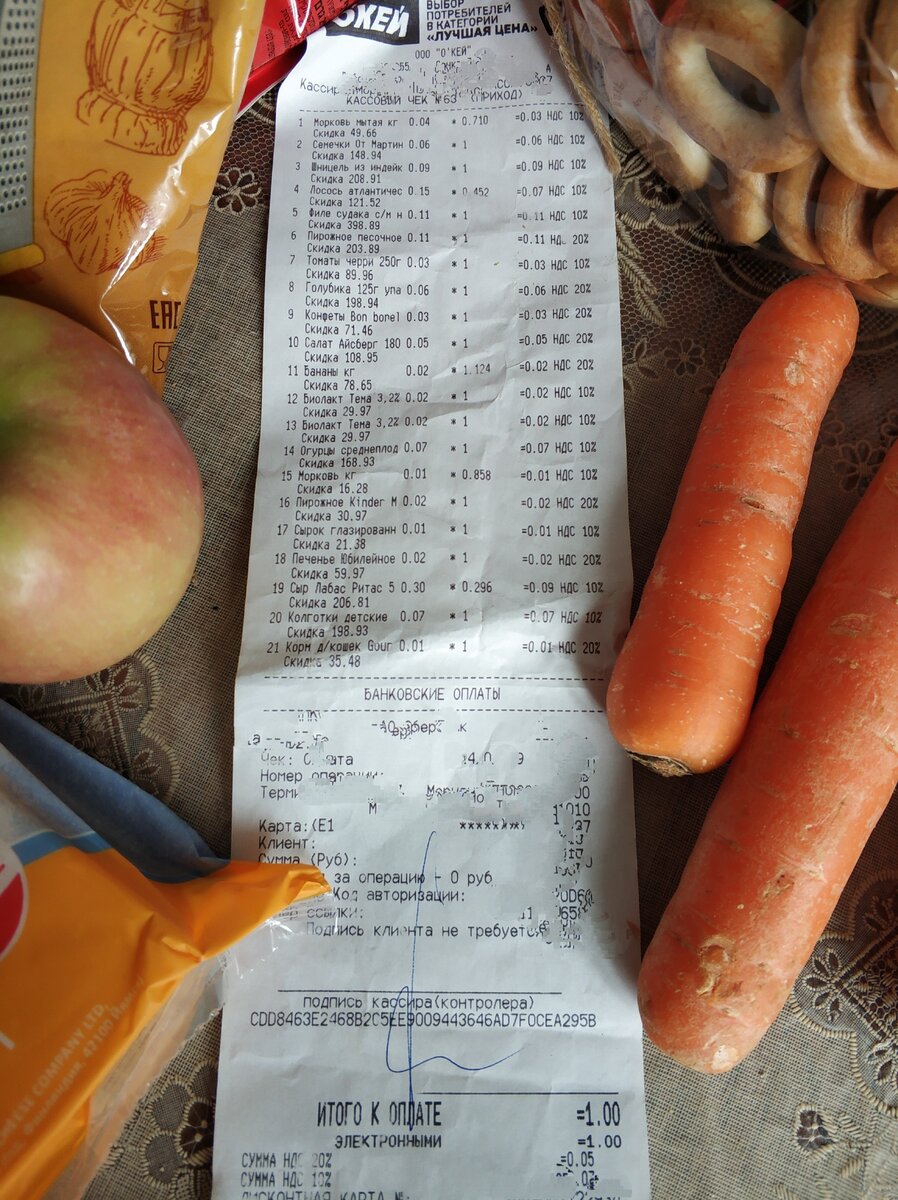 ОКЕЙ
ВЫБОР
ПОТРЕБИТЕЛЕЙ
В КАТЕГОРИИ
«ЛУЧШАЯ ЦЕНА»
ООО "О'КЕЙ"
КАССОВЫЙ ЧЕК №63 (ПРИХОД)
1 Морковь мытая кг 0.04 * 0.710 =0.03 НДС 10%
Скидка 49.66
2 Семечки От Мартин 0.06 * 1 =0.06 НДС 10%
Скидка 148.94
3 Шницель из индейк 0.09 * 1 =0.09 НДС 10%
Скидка 208.91
4 Лосось атлантичес 0.15 * 0.452 =0.07 НДС 10%
Скидка 121.52
5 Филе судака с/м н 0.11 * 1 =0.11 НДС 10%
Скидка 398.89
6 Пирожное песочное 0.11 * 1 =0.11 НДС 20%
Скидка 203.89
7 Томаты черри 250г 0.03 * 1 =0.03 НДС 10%
Скидка 89.96
8 Голубика 125г упа 0.06 * 1 =0.06 НДС 20%
Скидка 198.94
9 Конфеты Bon bonel 0.03 * 1 =0.03 НДС 20%
Скидка 71.46
10 Салат Айсберг 180 0.05 * 1 =0.05 НДС 20%
Скидка 108.95
11 Бананы кг 0.02 * 1.124 =0.02 НДС 20%
Скидка 78.65
12 Биолакт Тема 3,2% 0.02 * 1 =0.02 НДС 10%
Скидка 29.97
13 Биолакт Тема 3,2% 0.02 * 1 =0.02 НДС 10%
Скидка 29.97
14 Огурцы среднеплод 0.07 * 1 =0.07 НДС 10%
Скидка 168.93
15 Морковь кг 0.01 * 0.858 =0.01 НДС 10%
Скидка 16.28
16 Пирожное Kinder М 0.02 * 1 =0.02 НДС 20%
Скидка 30.97
17 Сырок глазированн 0.01 * 1 =0.01 НДС 10%
Скидка 21.38
18 Печенье Юбилейное 0.02 * 1 =0.02 НДС 20%
Скидка 59.97
19 Сыр Лабас Ритас 5 0.30 * 0.296 =0.09 НДС 10%
Скидка 206.81
20 Колготки детские 0.07 * 1 =0.07 НДС 10%
Скидка 198.93
21 Корм д/кошек Gour 0.01 * 1 =0.01 НДС 20%
Скидка 35.48
БАНКОВСКИЕ ОПЛАТЫ
Чек:
Номер операции:
Карта:(E1
Клиент:
Сумма (Руб):
за операцию - 0 руб
Код авторизации:
ссылки:
Подпись клиента не требуется
подпись кассира(контролера)
CDD8463E2468B2C5EE9009443646AD7F0CEA295B
ИТОГО К ОПЛАТЕ =1.00
ЭЛЕКТРОННЫМИ =1.00
СУММА НДС 20% =0.05
СУММА НДС 10%
ДИСКОНТНАЯ КАРТА №:
EAC
CHEESE COMPANY LTD,